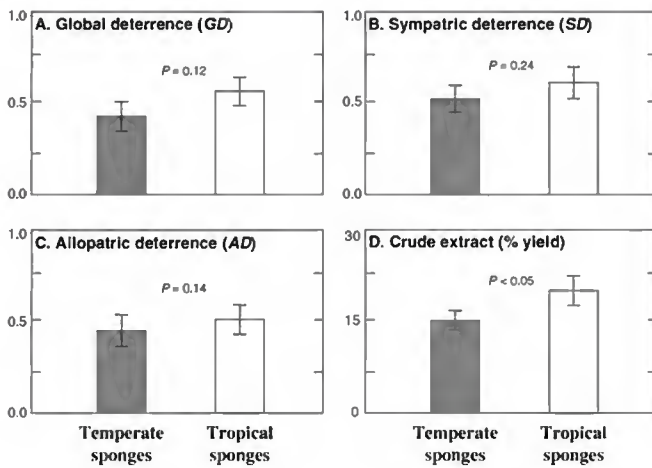 A. Global deterrence (GD)
P = 0.12
1.0
0.5
0.0
B. Sympatric deterrence (SD)
P = 0.24
1.0
0.5
0.0
C. Allopatric deterrence (AD)
P = 0.14
1.0
0.5
0.0
D. Crude extract (% yield)
P < 0.05
30
15
0
Temperate
sponges
Tropical
sponges
Temperate
sponges
Tropical
sponges